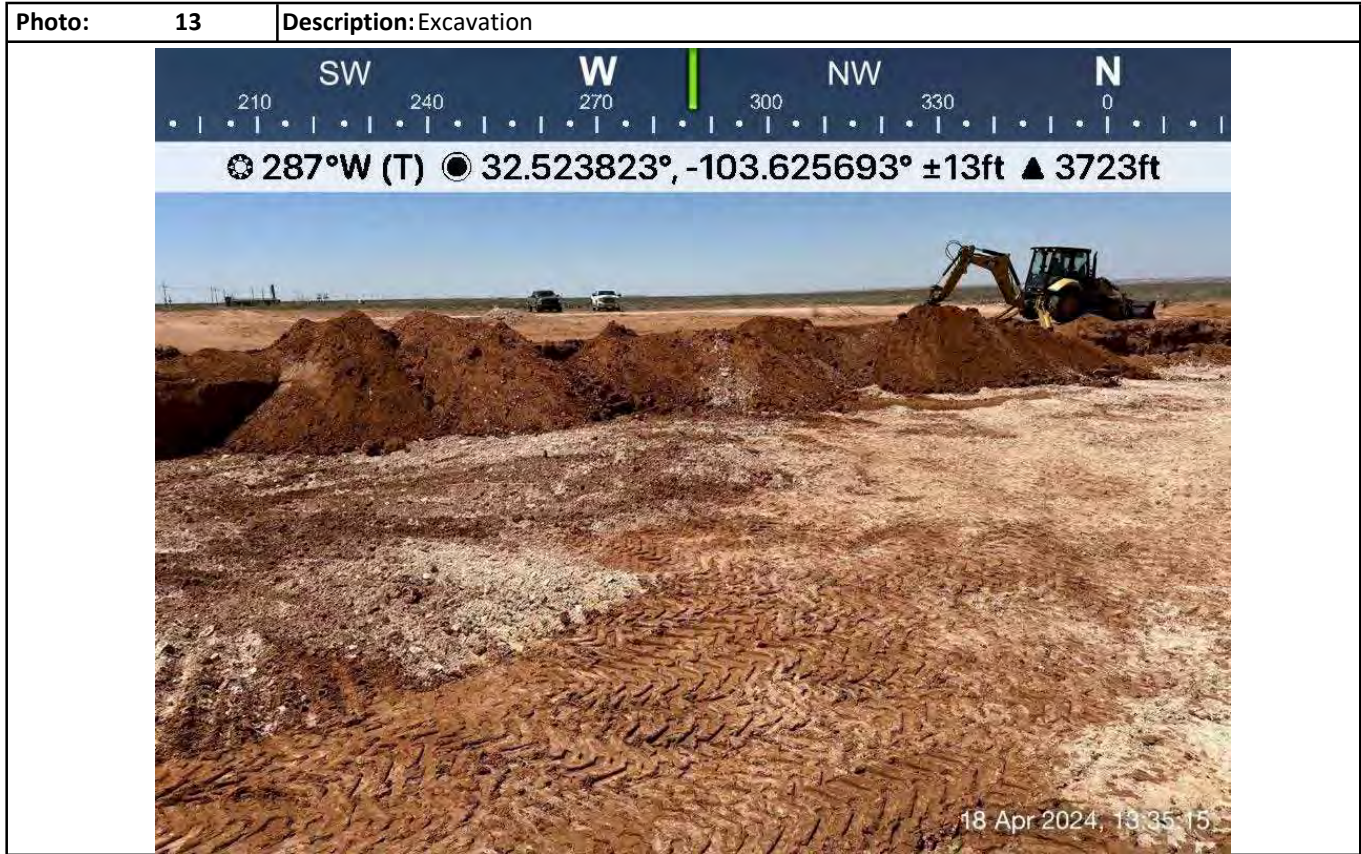 Photo: 13 Description: Excavation
SW W NW N
210 240 270 300 330 0
287°W (T) 32.523823°, -103.625693° ±13ft ▲ 3723ft
18 Apr 2024, 13:35:15